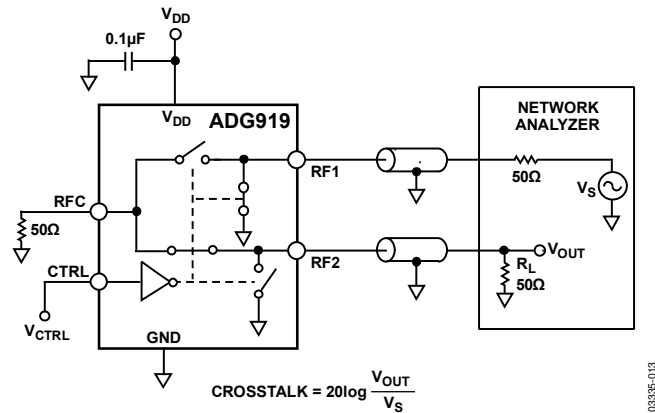 VDD
0.1µF
VDD
ADG919
NETWORK
ANALYZER
RF1
50Ω
VS
RFC
50Ω
RF2
VOUT
RL
50Ω
CTRL
VCTRL
GND
CROSSTALK = 20log VOUT
VS
03335-013